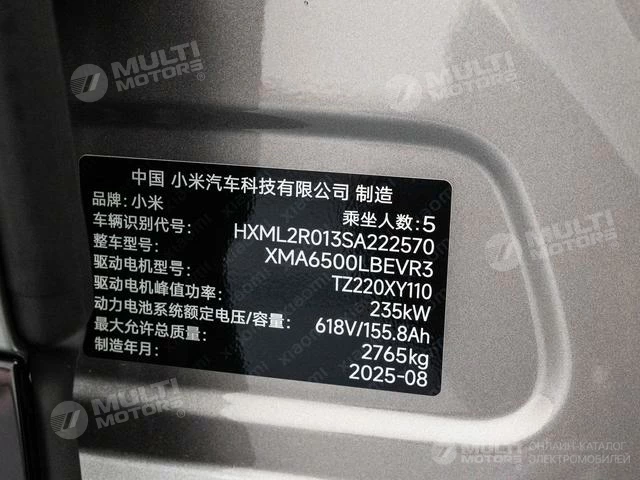 MULTI
MOTORS®
MULTI
MOTORS
中国 小米汽车科技有限公司 制造
品牌: 小米
乘坐人数: 5
车辆识别代号: HXML2R013SA222570
整车型号: XMA6500LBEVR3
驱动电机型号: TZ220XY110
驱动电机峰值功率: 235kW
动力电池系统额定电压/容量: 618V/155.8Ah
最大允许总质量: 2765kg
制造年月: 2025-08
MULTI
MOTORS®
MULTI
MOTORS®
MULTI
MOTORS
ОНЛАЙН-КАТАЛОГ
ЭЛЕКТРОМОБИЛЕЙ